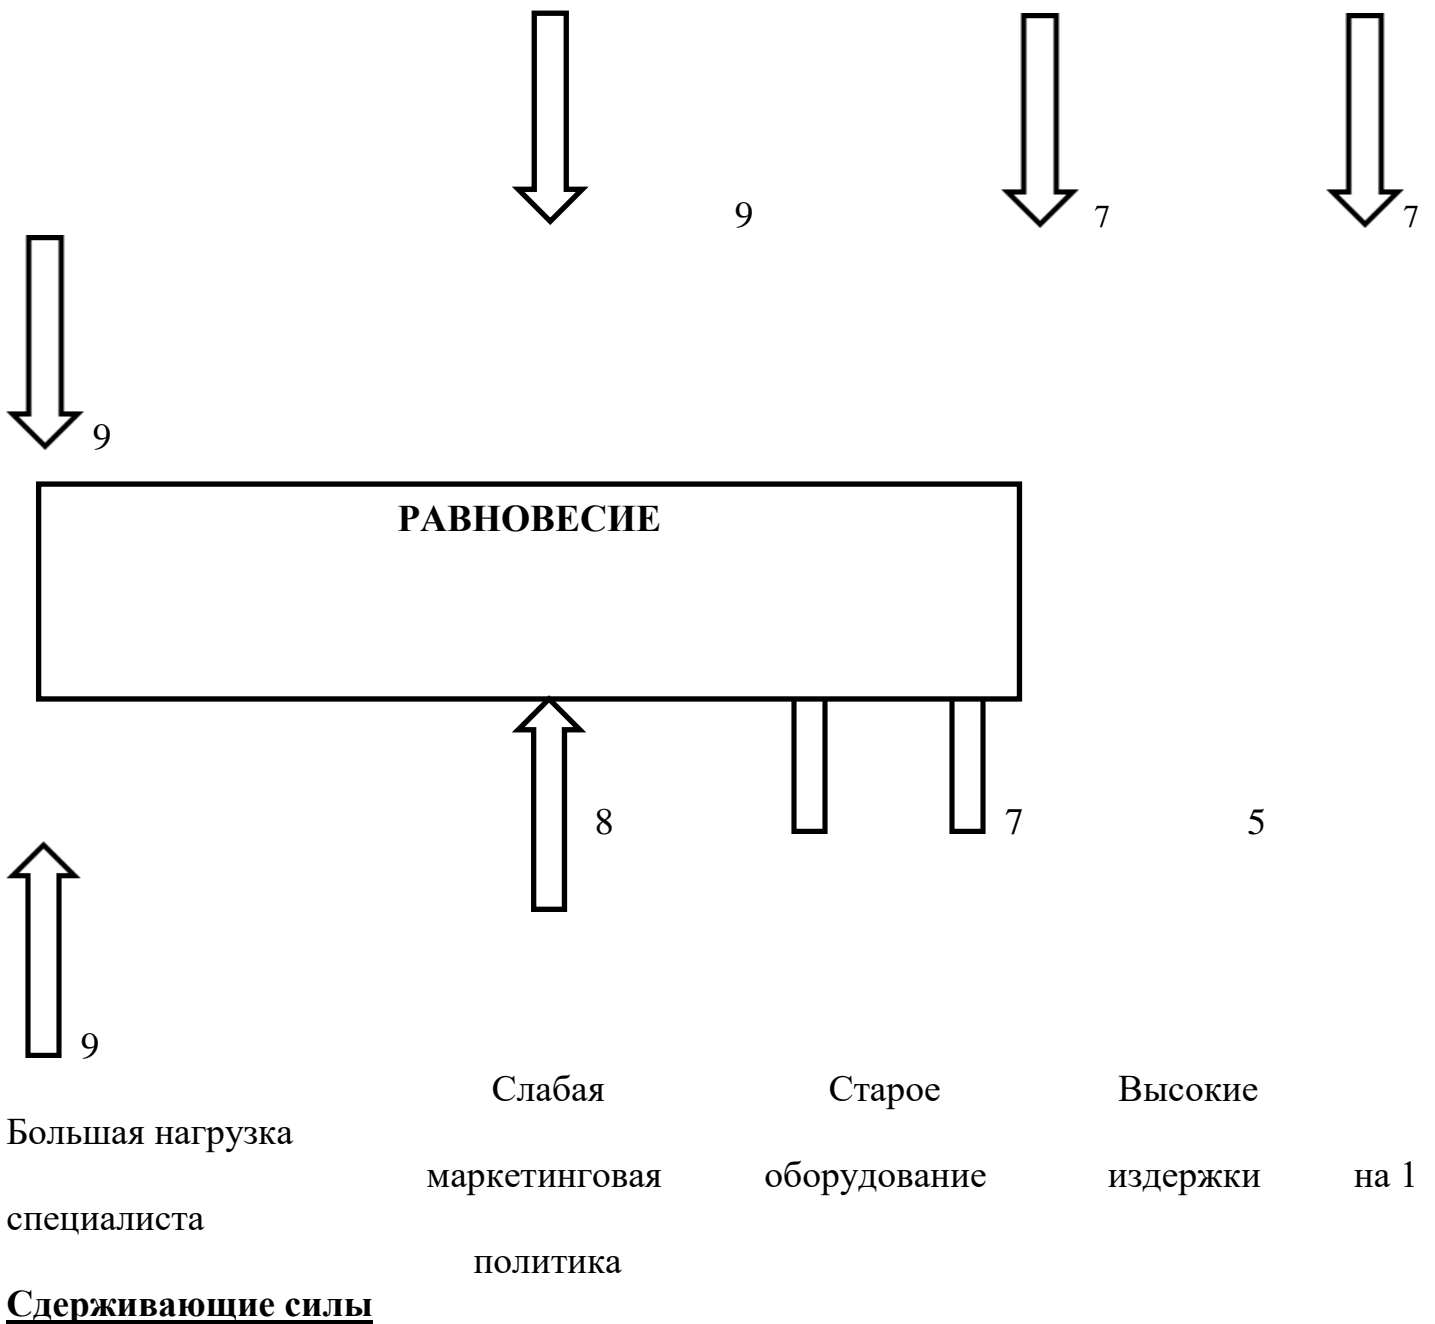 9 7 7
9
РАВНОВЕСИЕ
8 7 5
9
Слабая Старое Высокие
Большая нагрузка
маркетинговая оборудование издержки на 1
специалиста
политика
Сдерживающие силы